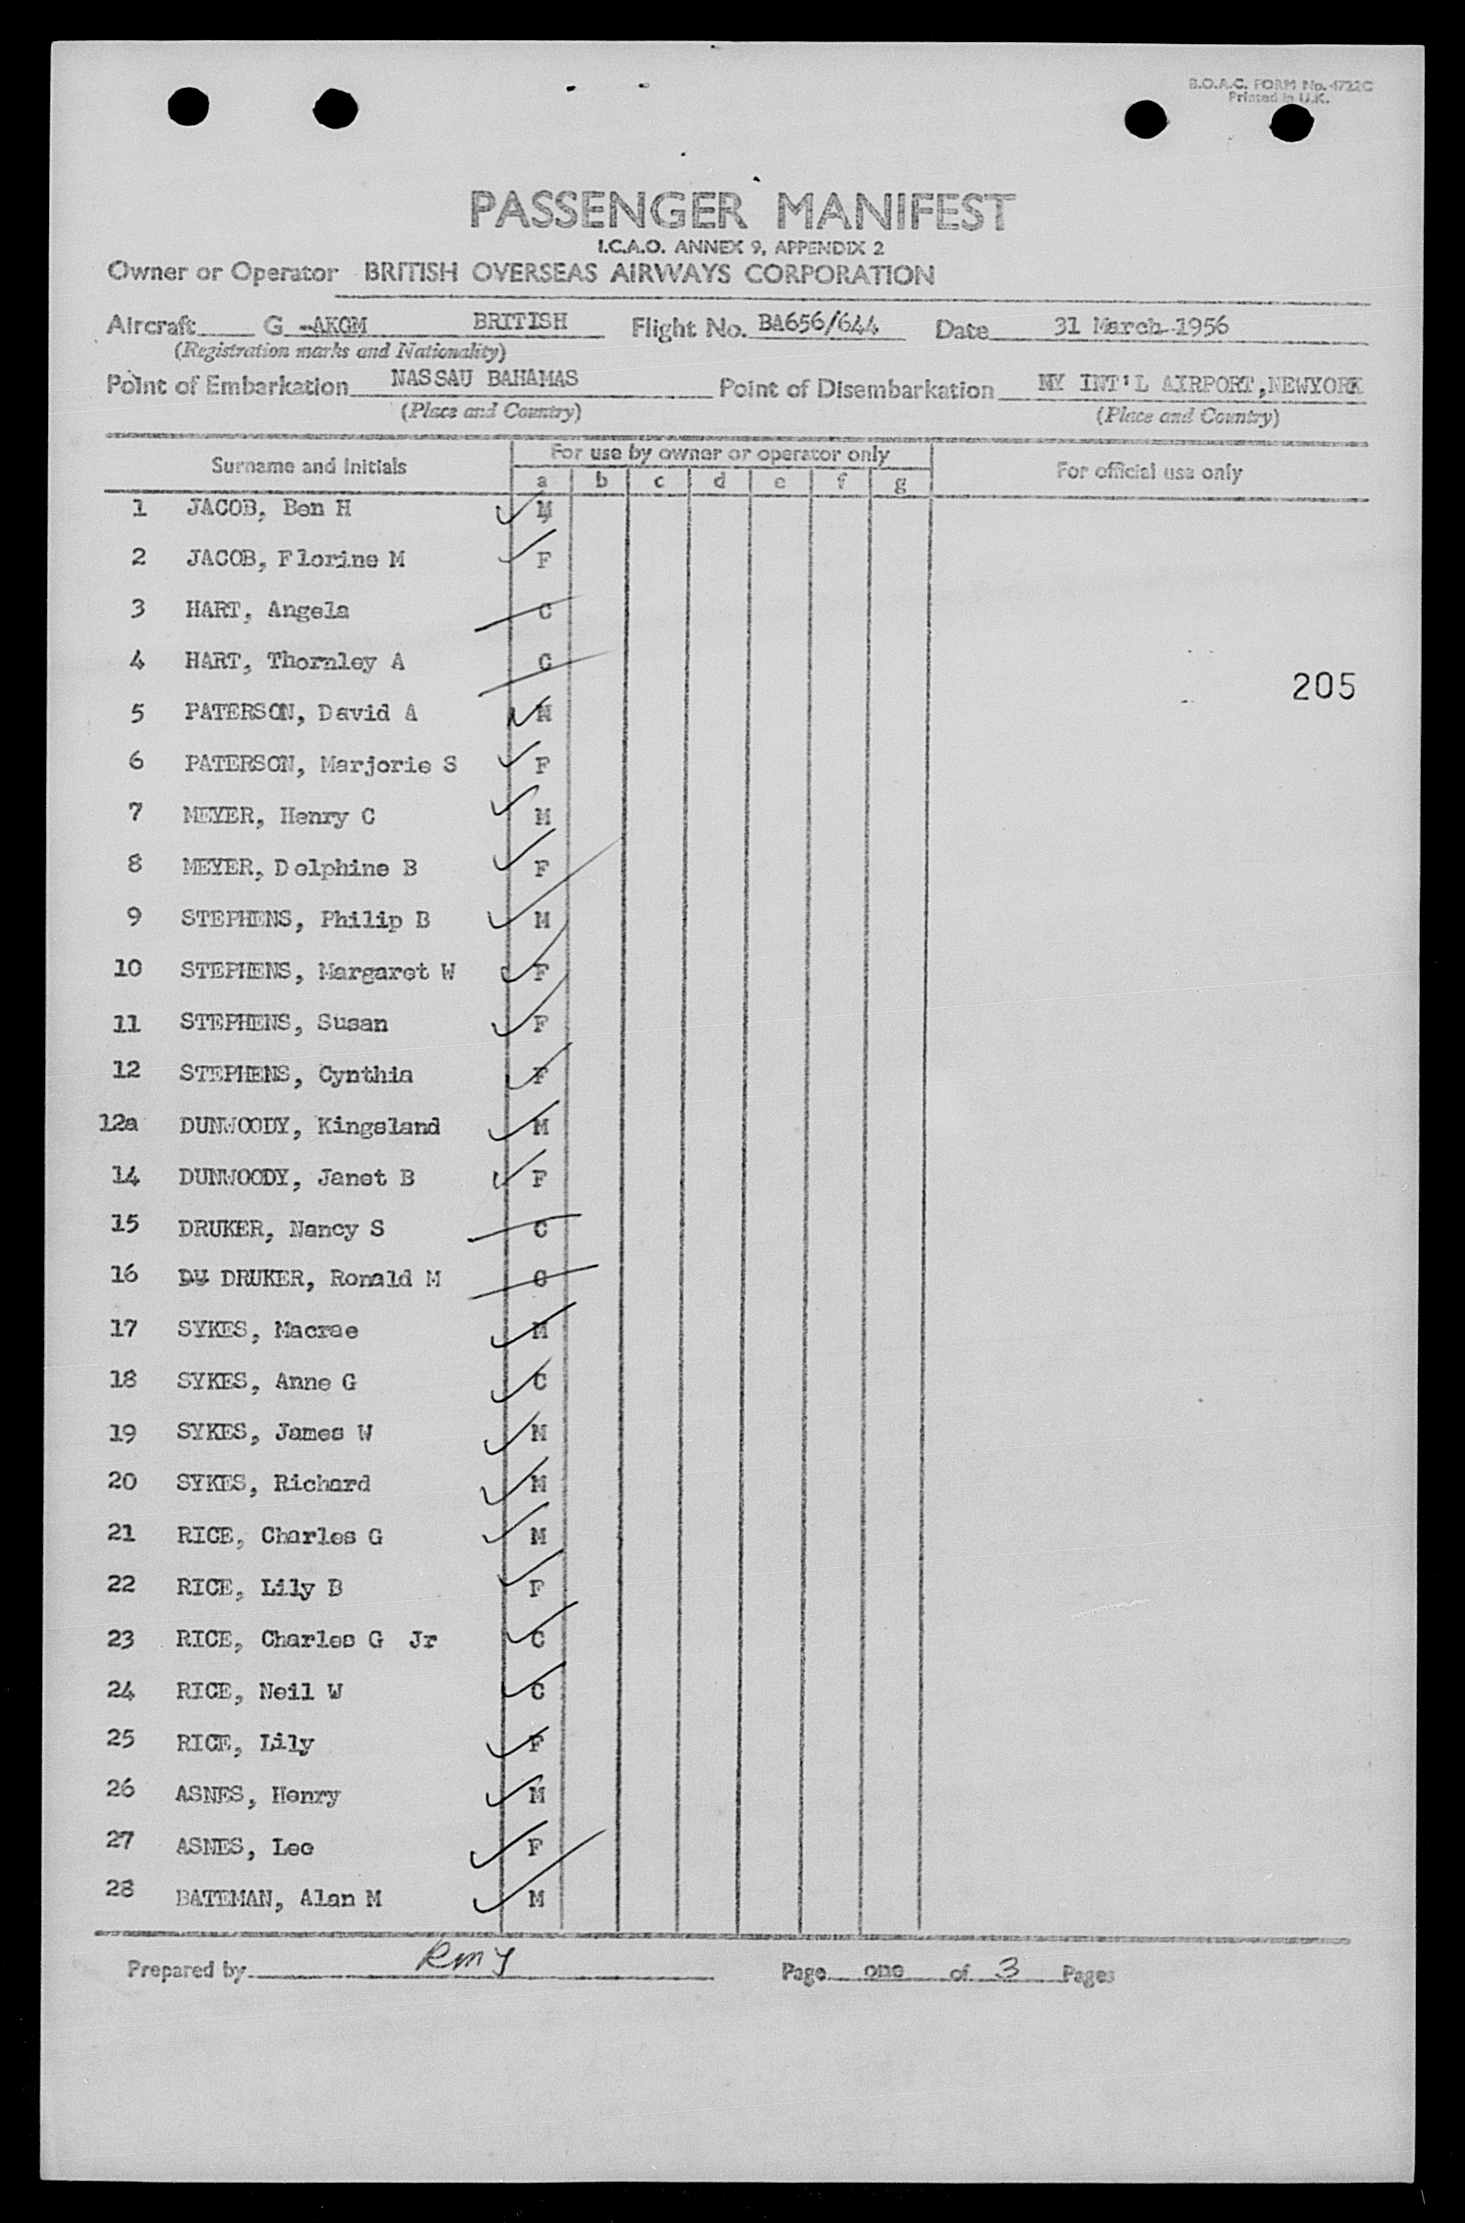 B.O.A.C. FORM No. 4722C
Printed in U.K.
PASSENGER MANIFEST
I.C.A.O. ANNEX 9, APPENDIX 2
Owner or Operator BRITISH OVERSEAS AIRWAYS CORPORATION
Aircraft G -AKGM BRITISH Flight No. BA656/644 Date 31 March 1956
(Registration marks and Nationality)
Point of Embarkation NASSAU BAHAMAS Point of Disembarkation NY INT'L AIRPORT,NEWYORK
(Place and Country) (Place and Country)
Surname and Initials For use by owner or operator only For official use only
a b c d e f g
1 JACOB, Ben H M
2 JACOB, Florine M F
3 HART, Angela C
4 HART, Thornley A C
205
5 PATERSON, David A M
6 PATERSON, Marjorie S F
7 MEYER, Henry C M
8 MEYER, Delphine B F
9 STEPHENS, Philip B M
10 STEPHENS, Margaret W F
11 STEPHENS, Susan F
12 STEPHENS, Cynthia F
12a DUNWOODY, Kingsland M
14 DUNWOODY, Janet B F
15 DRUKER, Nancy S C
16 DRUKER, Ronald M C
17 SYKES, Macrae M
18 SYKES, Anne G C
19 SYKES, James W M
20 SYKES, Richard M
21 RICE, Charles G M
22 RICE, Lily B F
23 RICE, Charles G Jr C
24 RICE, Neil W C
25 RICE, Lily F
26 ASNES, Henry M
27 ASNES, Lee F
28 BATEMAN, Alan M M
Prepared by RMY Page one of 3 Pages